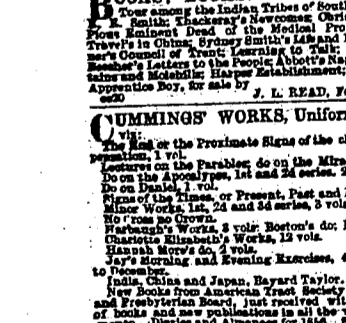 Tour among the Indian Tribes of Sout
E. Smith; Thackeray's Newcomes; Chri
Pious Eminent Dead of the Medical Pro
Travel's in China; Sydney Smith's Life and
mer's Council of Trent; Learning to Talk;
Beecher's Letters to the People; Abbott's Na
tains and Molehills; Harper Establishment;
Apprentice Boy, for sale by
se20 J. L. READ, F
CUMMINGS' WORKS, Unifor
viz:
The End or the Proximate Signs of the cl
pensation, 1 vol.
Lectures on the Parables; do on the Mira
Do on the Apocalypse, 1st and 2d series. 2
Do on Daniel, 1 vol.
Signs of the Times, or Present, Past and
Minor Works, 1st, 2d and 3d series, 3 vols
No Cross no Crown.
Harbaugh's Works, 3 vols; Boston's do;
Charlotte Elizabeth's Works, 12 vols.
Hannah More's do, 2 vols.
Jay's Morning and Evening Exercises, 4
to December.
India, China and Japan, Bayard Taylor.
New Books from American Tract Society
and Presbyterian Board, just received wit
of books and new publications in all the v